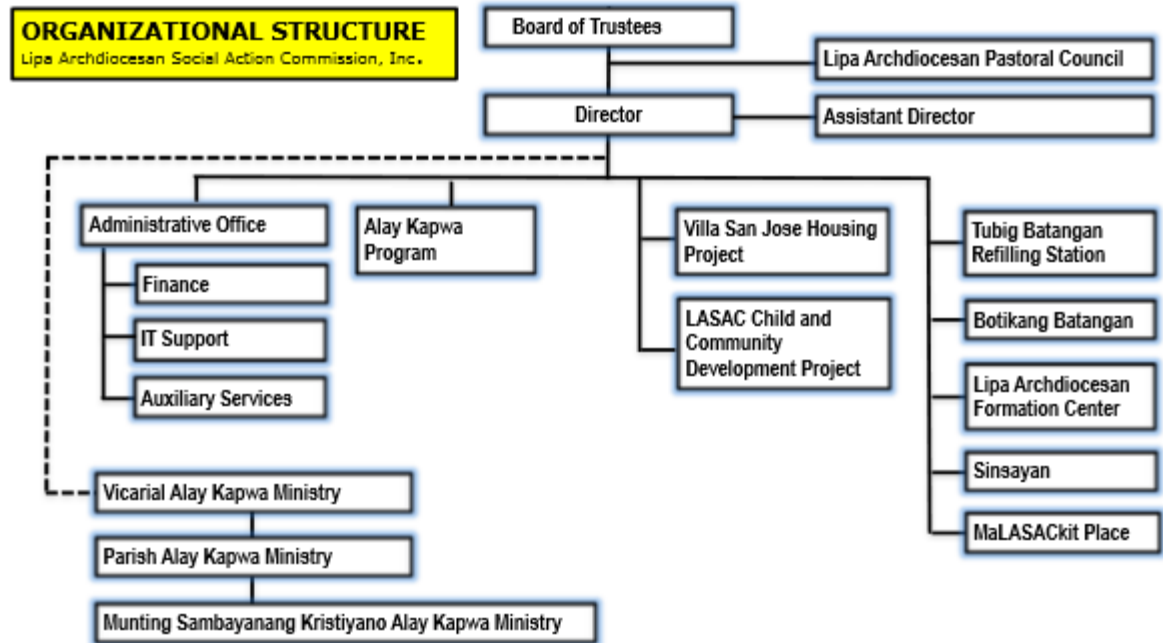 ORGANIZATIONAL STRUCTURE
Lipa Archdiocesan Social Action Commission, Inc.
Board of Trustees
Lipa Archdiocesan Pastoral Council
Director
Assistant Director
Administrative Office
Finance
IT Support
Auxiliary Services
Alay Kapwa
Program
Villa San Jose Housing
Project
LASAC Child and
Community
Development Project
Tubig Batangan
Refilling Station
Botikang Batangan
Lipa Archdiocesan
Formation Center
Sinsayan
MaLASACkit Place
Vicarial Alay Kapwa Ministry
Parish Alay Kapwa Ministry
Munting Sambayanang Kristiyano Alay Kapwa Ministry